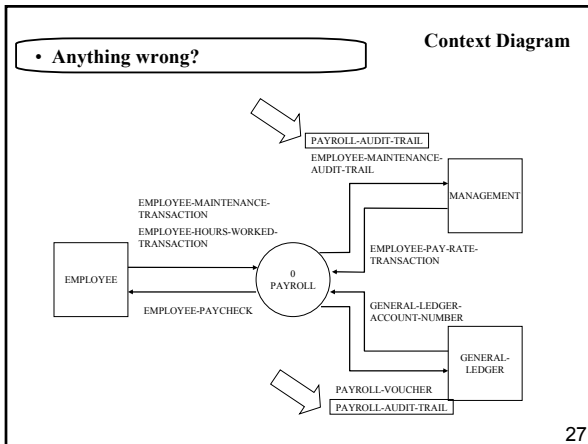 Context Diagram
• Anything wrong?
PAYROLL-AUDIT-TRAIL
EMPLOYEE-MAINTENANCE-
AUDIT-TRAIL
MANAGEMENT
EMPLOYEE-MAINTENANCE-
TRANSACTION
EMPLOYEE-HOURS-WORKED-
TRANSACTION
EMPLOYEE-PAY-RATE-
TRANSACTION
EMPLOYEE
0
PAYROLL
EMPLOYEE-PAYCHECK
GENERAL-LEDGER-
ACCOUNT-NUMBER
GENERAL-
LEDGER
PAYROLL-VOUCHER
PAYROLL-AUDIT-TRAIL
27